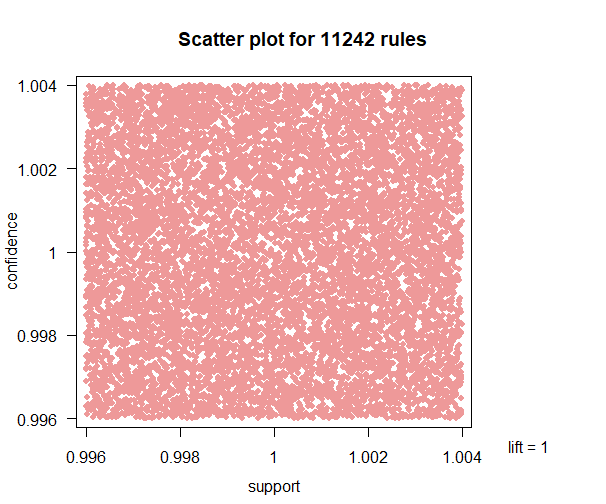 Scatter plot for 11242 rules
1.004
1.002
1
0.998
0.996
confidence
0.996 0.998 1 1.002 1.004
support
lift = 1